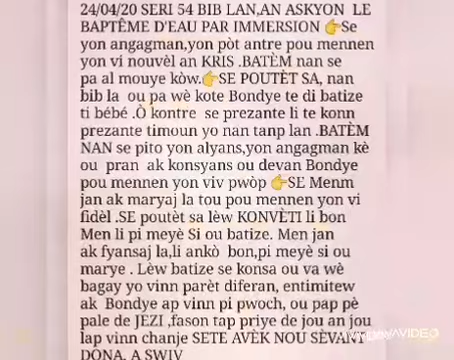 24/04/20 SERI 54 BIB LAN,AN ASKYON LE
BAPTÊME D'EAU PAR IMMERSION 👉Se
yon angagman,yon pòt antre pou mennen
yon vi nouvèl an KRIS .BATÈM nan se
pa al mouye kòw.👉SE POUTÈT SA, nan
bib la ou pa wè kote Bondye te di batize
ti bébé .Ò kontre se prezante li te konn
prezante timoun yo nan tanp lan .BATÈM
NAN se pito yon alyans,yon angagman kè
ou pran ak konsyans ou devan Bondye
pou mennen yon viv pwòp 👉SE Menm
jan ak maryaj la tou pou mennen yon vi
fidèl .SE poutèt sa lèw KONVÈTI li bon
Men li pi meyè Si ou batize. Men jan
ak fyansaj la,li ankò bon,pi meyè si ou
marye . Lèw batize se konsa ou va wè
bagay yo vinn parèt diferan, entimitew
ak Bondye ap vinn pi pwoch, ou pap pè
pale de JEZI ,fason tap priye de jou an jou
lap vinn chanje SETE AVÈK NOU SÈVANT
DONA. A SWIV